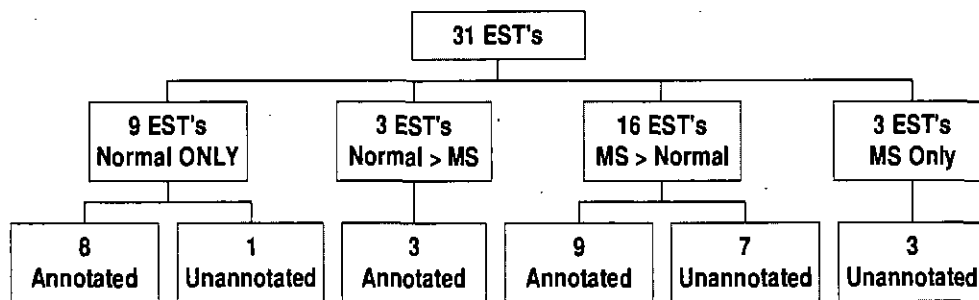 31 EST's
9 EST's
Normal ONLY
3 EST's
Normal > MS
16 EST's
MS > Normal
3 EST's
MS Only
8
Annotated
1
Unannotated
3
Annotated
9
Annotated
7
Unannotated
3
Unannotated